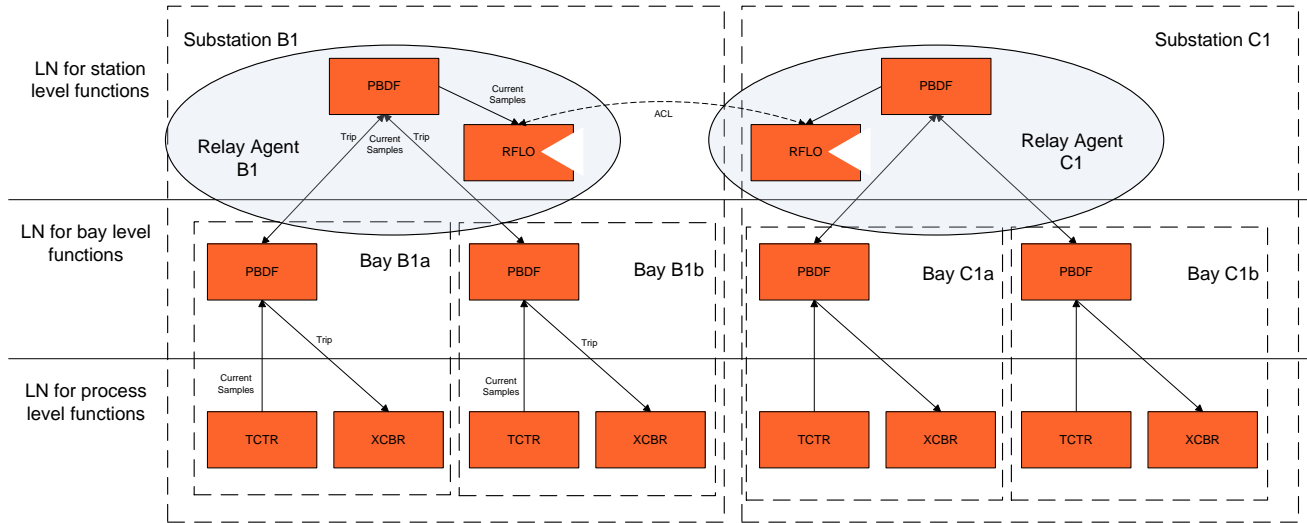 Substation B1
Substation C1
LN for station
level functions
PBDF
Current
Samples
PBDF
ACL
Trip
Current
Samples
Trip
RFLO
RFLO
Relay Agent
B1
Relay Agent
C1
LN for bay level
functions
Bay B1a
Bay B1b
Bay C1a
Bay C1b
PBDF
PBDF
PBDF
PBDF
Trip
Trip
LN for process
level functions
Current
Samples
Current
Samples
TCTR
XCBR
TCTR
XCBR
TCTR
XCBR
TCTR
XCBR